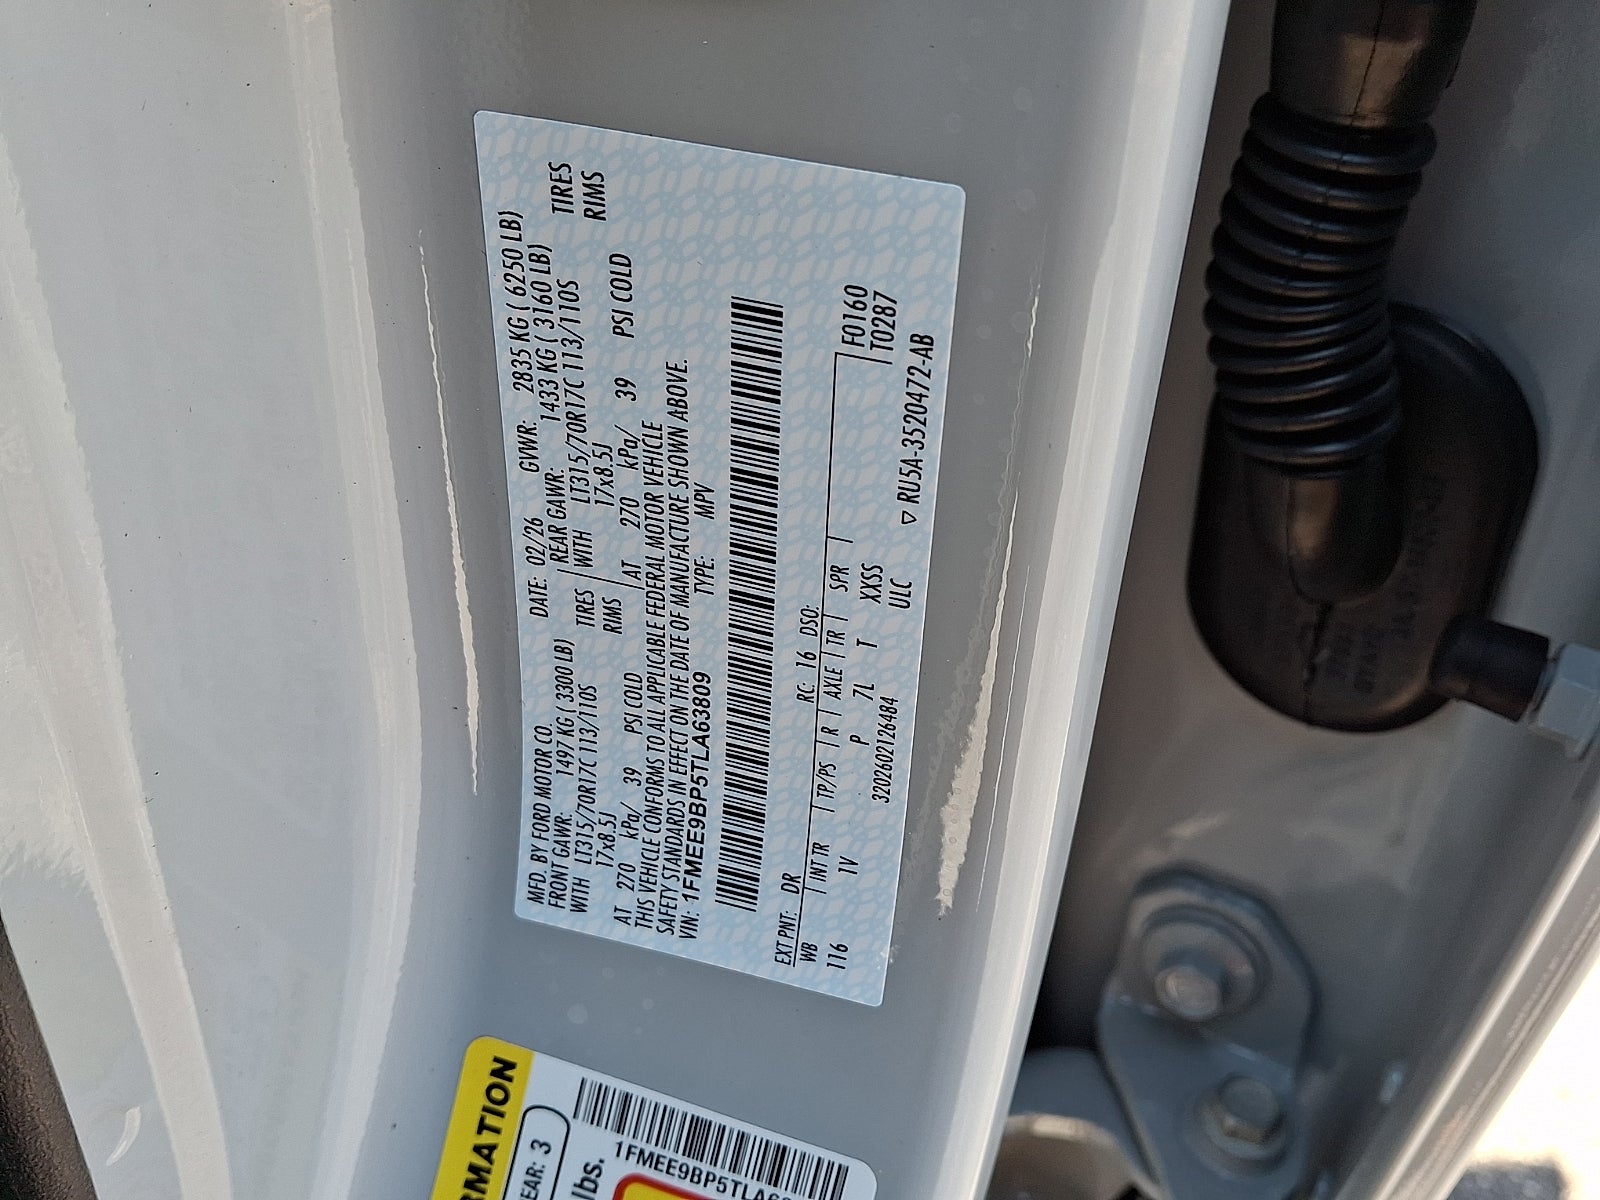 MFD. BY FORD MOTOR CO. DATE: 02/26 GVWR: 2835 KG ( 6250 LB)
FRONT GAWR: 1497 KG ( 3300 LB) REAR GAWR: 1433 KG ( 3160 LB)
WITH LT315/70R17C 113/110S TIRES WITH LT315/70R17C 113/110S TIRES
17x8.5J RIMS 17x8.5J RIMS
AT 270 kPa/ 39 PSI COLD AT 270 kPa/ 39 PSI COLD
THIS VEHICLE CONFORMS TO ALL APPLICABLE FEDERAL MOTOR VEHICLE
SAFETY STANDARDS IN EFFECT ON THE DATE OF MANUFACTURE SHOWN ABOVE.
VIN: 1FMEE9BP5TLA63809 TYPE: MPV
EXT PNT: DR RC: 16 DSO: F0160
WB INT TR TP/PS R AXLE TR SPR T0287
116 1V P 7L T XXSS
3202602126484 ULC ▽ RU5A-3520472-AB
RMATION
EAR: 3
lbs.
1FMEE9BP5TLA6